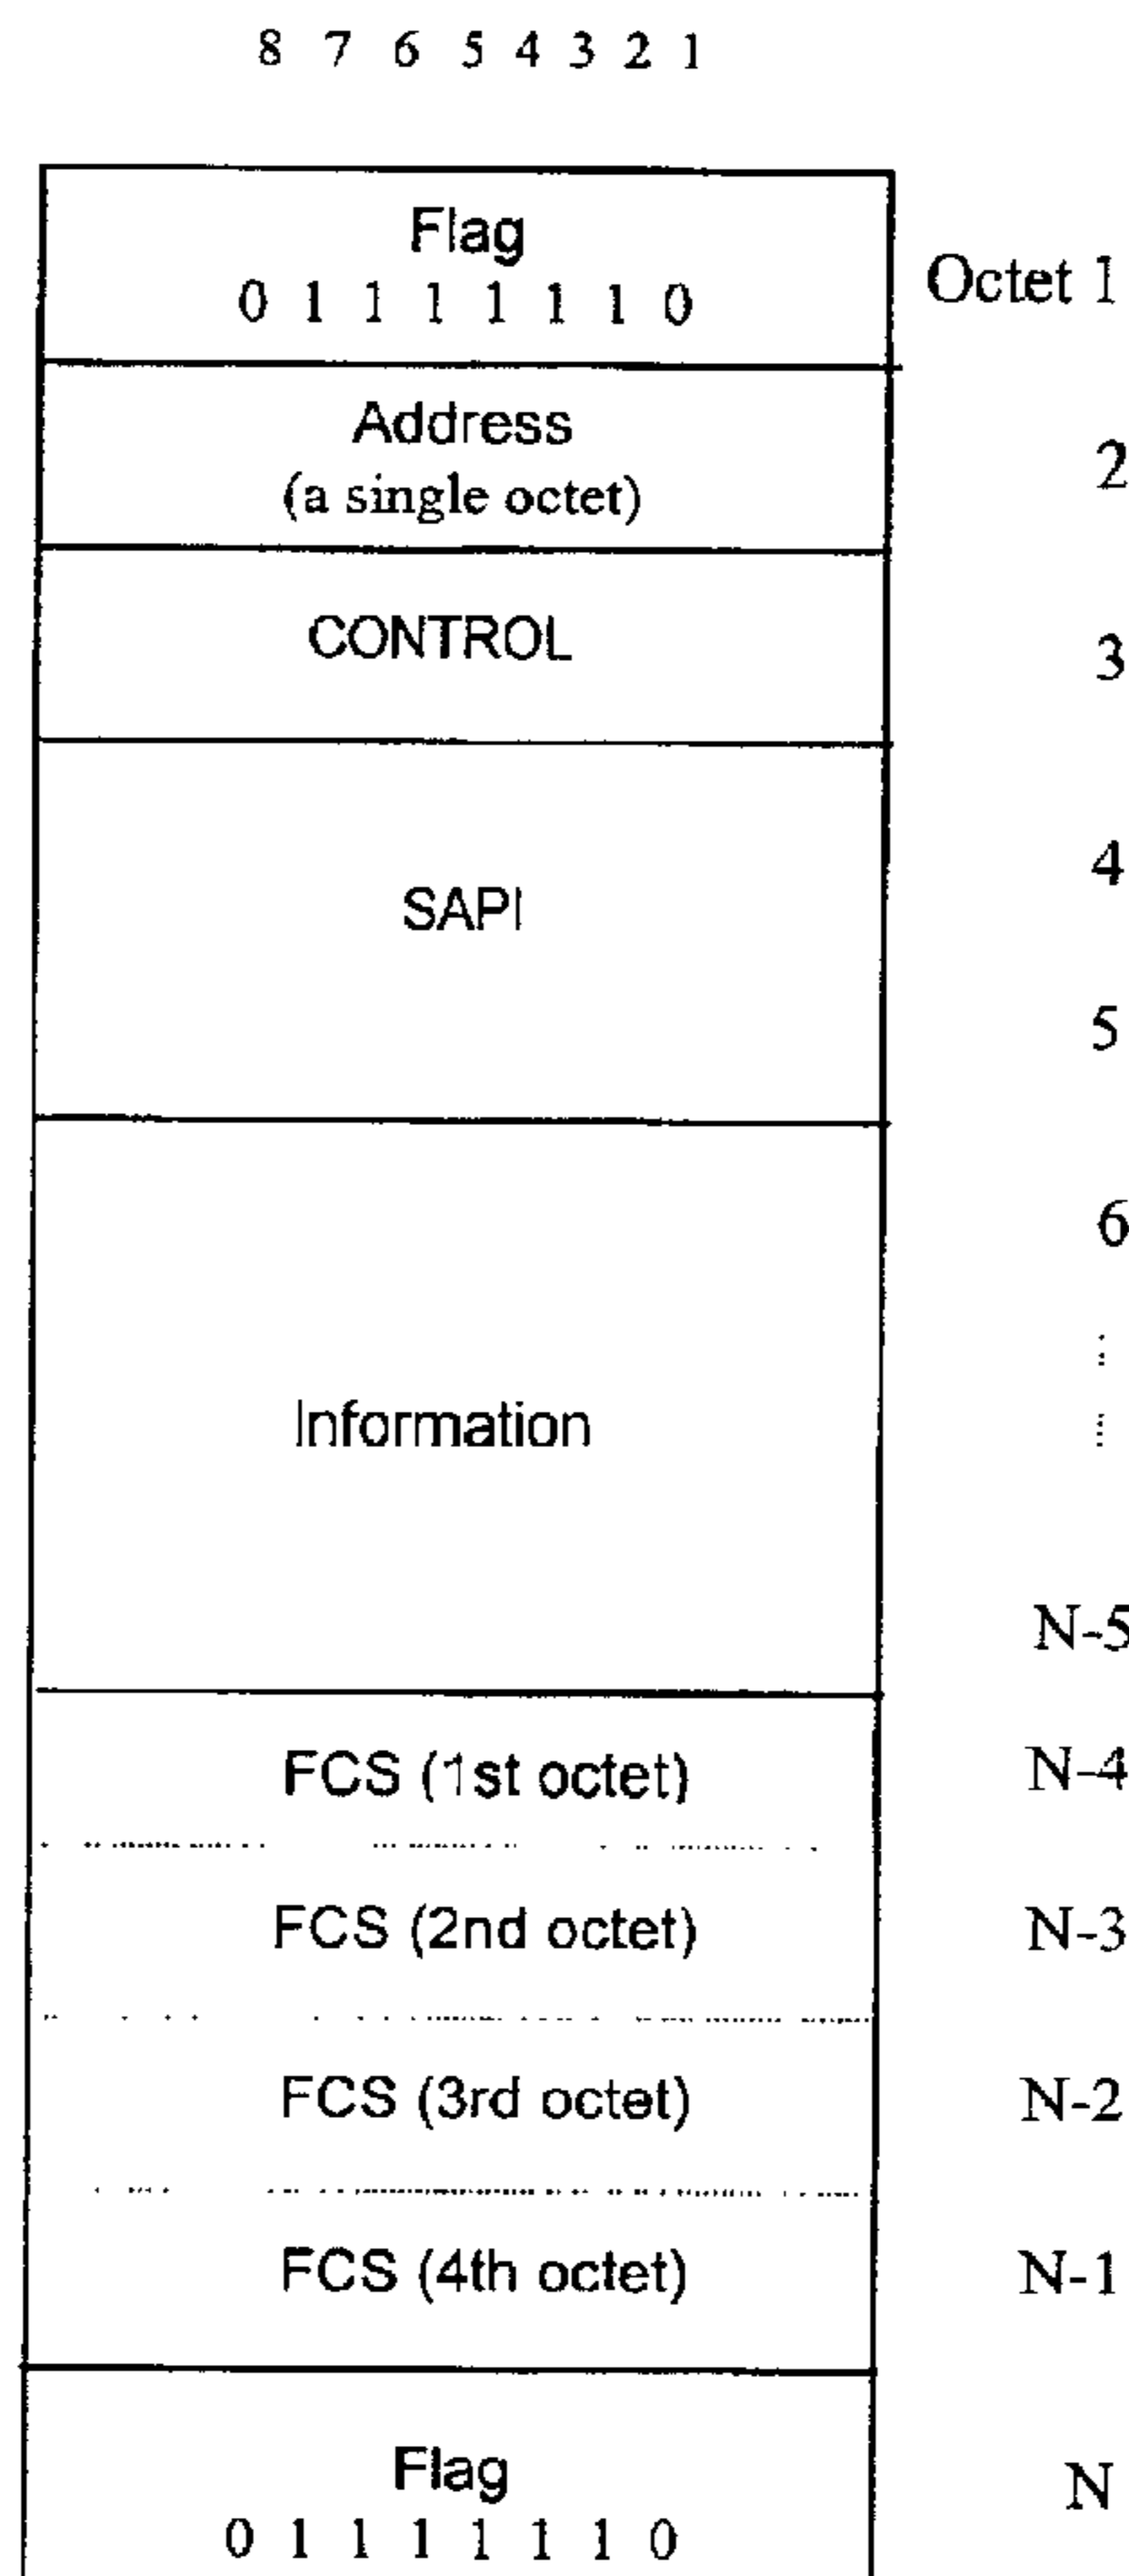 8 7 6 5 4 3 2 1
Flag
0 1 1 1 1 1 1 0
Octet 1
Address
(a single octet)
2
CONTROL
3
SAPI
4
5
Information
6
N-5
FCS (1st octet)
N-4
FCS (2nd octet)
N-3
FCS (3rd octet)
N-2
FCS (4th octet)
N-1
Flag
0 1 1 1 1 1 1 0
N